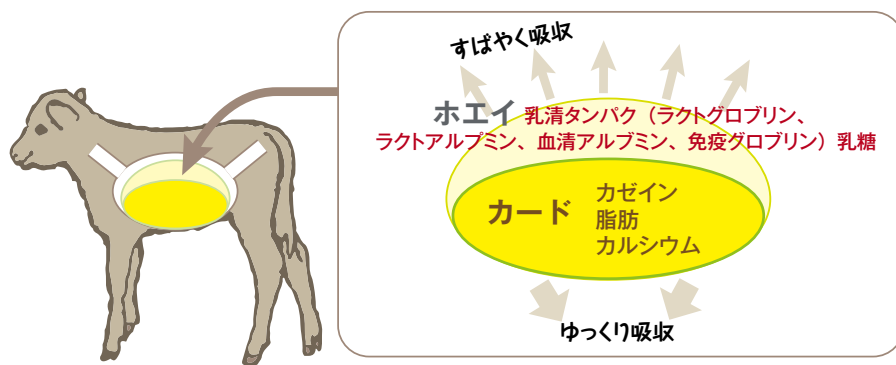 すばやく吸収
ホエイ 乳清タンパク（ラクトグロブリン、
ラクトアルプミン、血清アルブミン、免疫グロブリン）乳糖
カード
カゼイン
脂肪
カルシウム
ゆっくり吸収